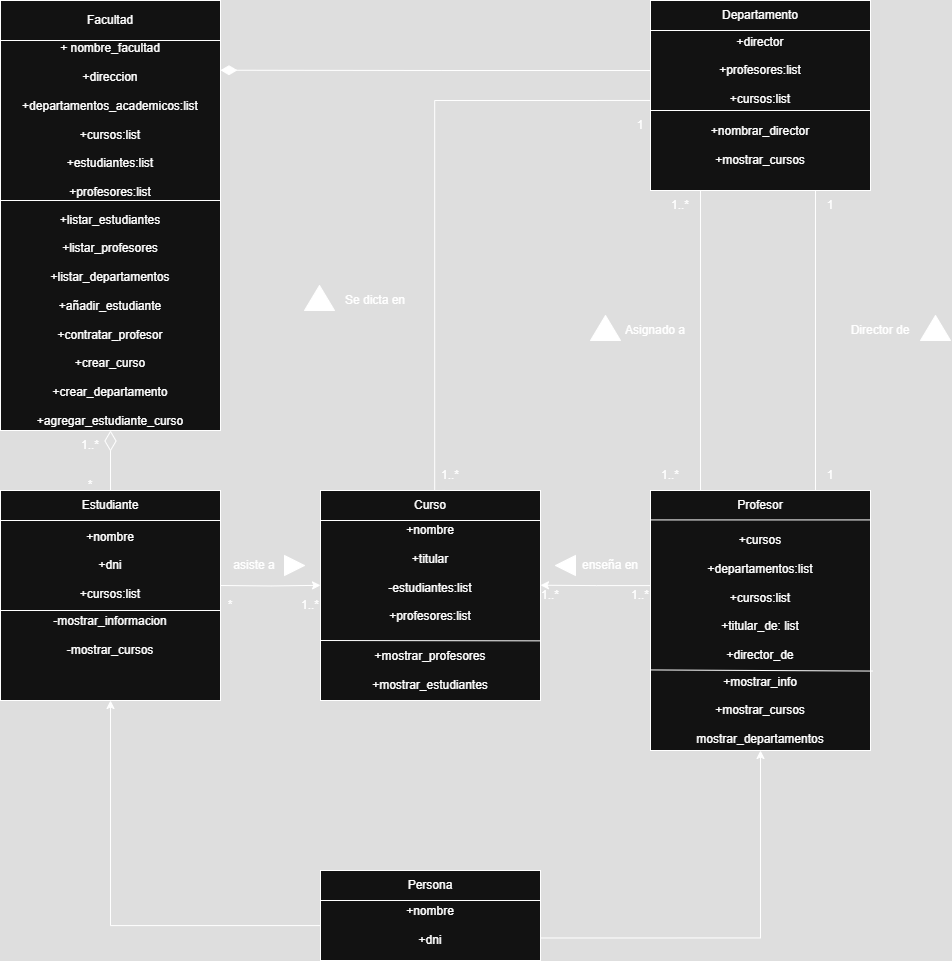 Facultad
+ nombre_facultad
+direccion
+departamentos_academicos:list
+cursos:list
+estudiantes:list
+profesores:list
+listar_estudiantes
+listar_profesores
+listar_departamentos
+añadir_estudiante
+contratar_profesor
+crear_curso
+crear_departamento
+agregar_estudiante_curso
Departamento
+director
+profesores:list
+cursos:list
+nombrar_director
+mostrar_cursos
1
1..*
1
Se dicta en
Asignado a
Director de
1..*
*
1..*
1..*
1
Estudiante
+nombre
+dni
+cursos:list
-mostrar_informacion
-mostrar_cursos
asiste a
*
1..*
Curso
+nombre
+titular
-estudiantes:list
+profesores:list
+mostrar_profesores
+mostrar_estudiantes
enseña en
1..*
1..*
Profesor
+cursos
+departamentos:list
+cursos:list
+titular_de: list
+director_de
+mostrar_info
+mostrar_cursos
mostrar_departamentos
Persona
+nombre
+dni